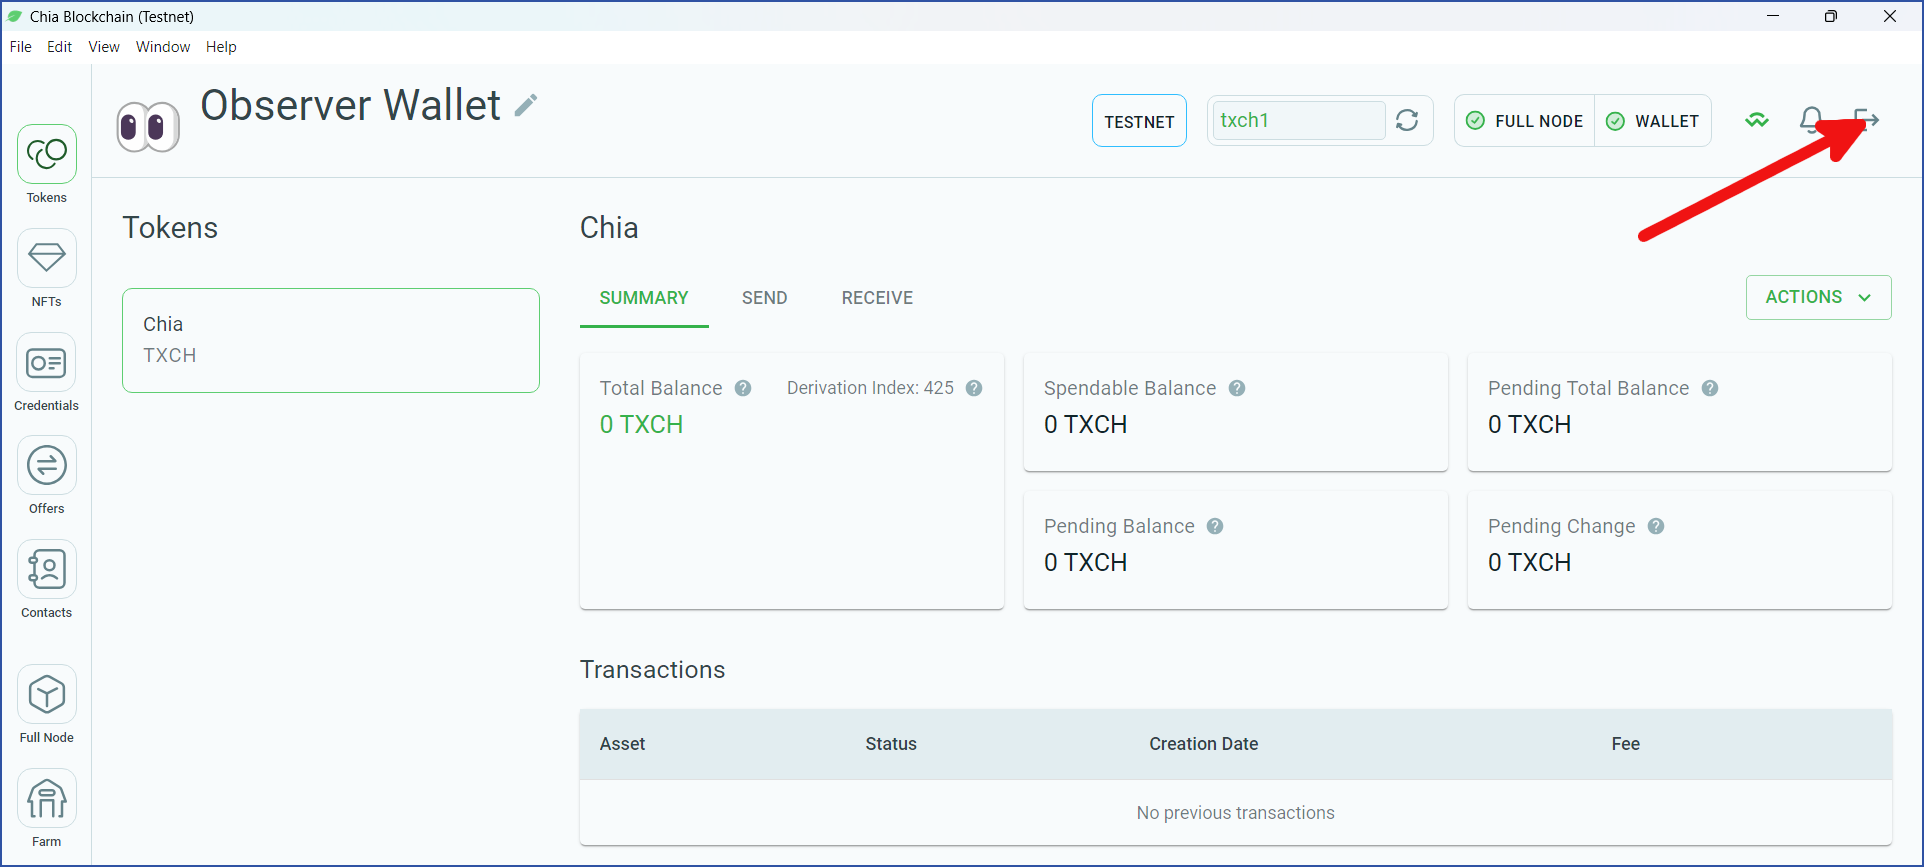 Chia Blockchain (Testnet)
File Edit View Window Help
Observer Wallet
TESTNET
txch1
FULL NODE
WALLET
Tokens
NFTs
Credentials
Offers
Contacts
Full Node
Farm
Tokens
Chia
TXCH
Chia
SUMMARY SEND RECEIVE
ACTIONS
Total Balance Derivation Index: 425
0 TXCH
Spendable Balance
0 TXCH
Pending Total Balance
0 TXCH
Pending Balance
0 TXCH
Pending Change
0 TXCH
Transactions
Asset Status Creation Date Fee
No previous transactions